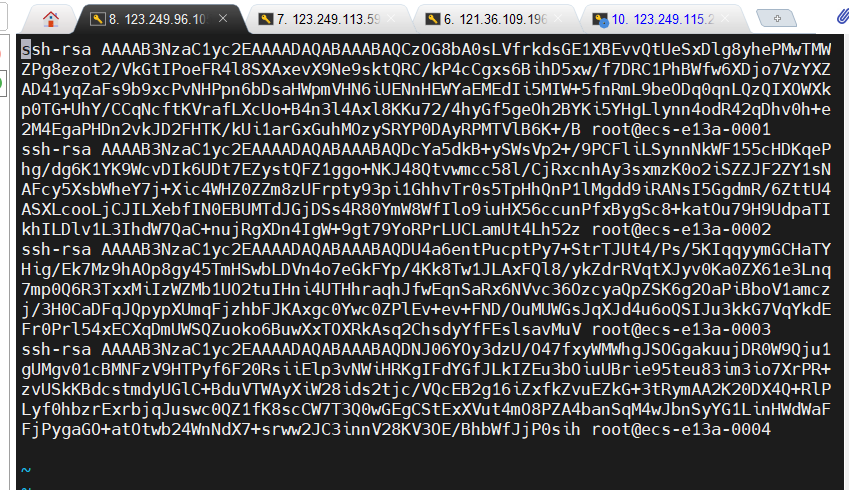 8. 123.249.96.10
7. 123.249.113.59
6. 121.36.109.196
10. 123.249.115.2
ssh-rsa AAAAB3NzaC1yc2EAAAADAQABAAABAQCzOG8bA0sLVfrkdsGE1XBEvvQtUeSxDlg8yhePMwTMW
ZPg8ezot2/VkGtIPoeFR4l8SXAxevX9Ne9sktQRC/kP4cCgxs6BihD5xw/f7DRC1PhBWfw6XDjo7VzYXZ
AD41yqZaFs9b9xcPvNHPpn6bDsaHWpmVHN6iUENnHEWYaEMEdIi5MIW+5fnRmL9beODq0qnLQzQIXOWXk
p0TG+UhY/CCqNcftKVrafLXcUo+B4n3l4Axl8KKu72/4hyGf5geOh2BYKi5YHgLlynn4odR42qDhv0h+e
2M4EgaPHDn2vkJD2FHTK/kUi1arGxGuhMOzySRYP0DAyRPMTVlB6K+/B root@ecs-e13a-0001
ssh-rsa AAAAB3NzaC1yc2EAAAADAQABAAABAQDcYa5dkB+ySWsVp2+/9PCFliLSynnNkWF155cHDKqeP
hg/dg6K1YK9WcvDIk6UDt7EZystQFZ1ggo+NKJ48Qtvwmcc58l/CjRxcnhAy3sxmzK0o2iSZZJF2ZY1sN
AFcy5XsbWheY7j+Xic4WHZ0ZZm8zUFrpty93pi1GhhvTr0s5TpHhQnP1lMgdd9iRANsI5GgdmR/6ZttU4
ASXLcooLjCJILXebfIN0EBUMTdJGjDSs4R80YmW8WfIlo9iuHX56ccunPfxBygSc8+katOu79H9UdpaTI
khILDlv1L3IhdW7QaC+nujRgXDn4IgW+9gt79YoRPrLUCLamUt4Lh52z root@ecs-e13a-0002
ssh-rsa AAAAB3NzaC1yc2EAAAADAQABAAABAQDU4a6entPucptPy7+StrTJUt4/Ps/5KIqqyymGCHaTY
Hig/Ek7Mz9hAOp8gy45TmHSwbLDVn4o7eGkFYp/4Kk8Tw1JLAxFQl8/ykZdrRVqtXJyv0Ka0ZX61e3Lnq
7mp0Q6R3TxxMiIzWZMb1UO2tuIHni4UTHhraqhJfwEqnSaRx6NVvc36OzcyaQpZSK6g2OaPiBboV1amcz
j/3H0CaDFqJQpypXUmqFjzhbFJKAxgc0Ywc0ZPlEv+ev+FND/OuMUWGsJqXJd4u6oQSIJu3kkG7VqYkdE
Fr0Prl54xECXqDmUWSQZuoko6BuwXxTOXRkAsq2ChsdyYfFEslsavMuV root@ecs-e13a-0003
ssh-rsa AAAAB3NzaC1yc2EAAAADAQABAAABAQDNJ06YOy3dzU/O47fxyWMWhgJSOGgakuujDR0W9Qju1
gUMgv01cBMNFzV9HTPyf6F20RsiiElp3vNWiHRKgIFdYGfJLkIZEu3bOiuUBrie95teu83im3io7XrPR+
zvUSkKBdcstmdyUGlC+BduVTWAyXiW28ids2tjc/VQcEB2g16iZxfkZvuEZkG+3tRymAA2K20DX4Q+RlP
Lyf0hbzrExrbjqJuswc0QZ1fK8scCW7T3Q0wGEgCStExXVut4mO8PZA4banSqM4wJbnSyYG1LinHWdWaF
FjPygaGO+atOtwb24WnNdX7+srww2JC3innV28KV3OE/BhbWfJjP0sih root@ecs-e13a-0004
~
~